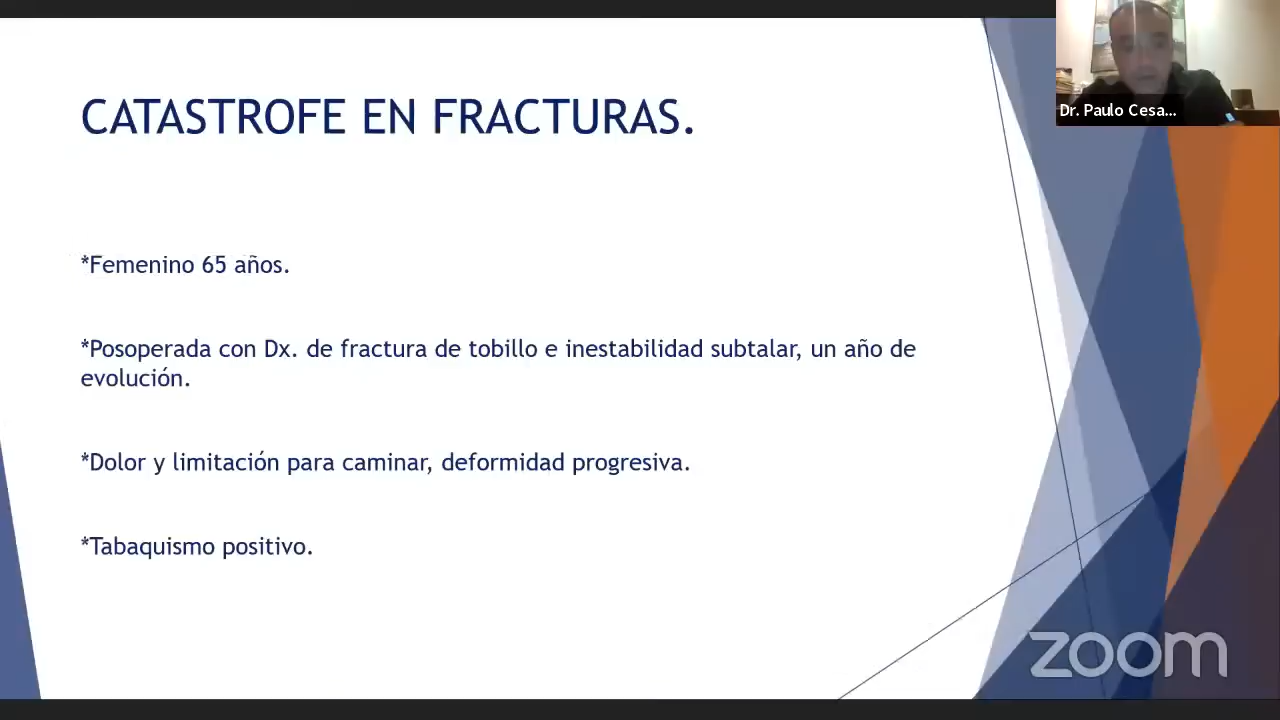 CATASTROFE EN FRACTURAS.
Dr. Paulo Cesa...
*Femenino 65 años.
*Posoperada con Dx. de fractura de tobillo e inestabilidad subtalar, un año de
evolución.
*Dolor y limitación para caminar, deformidad progresiva.
*Tabaquismo positivo.
zoom